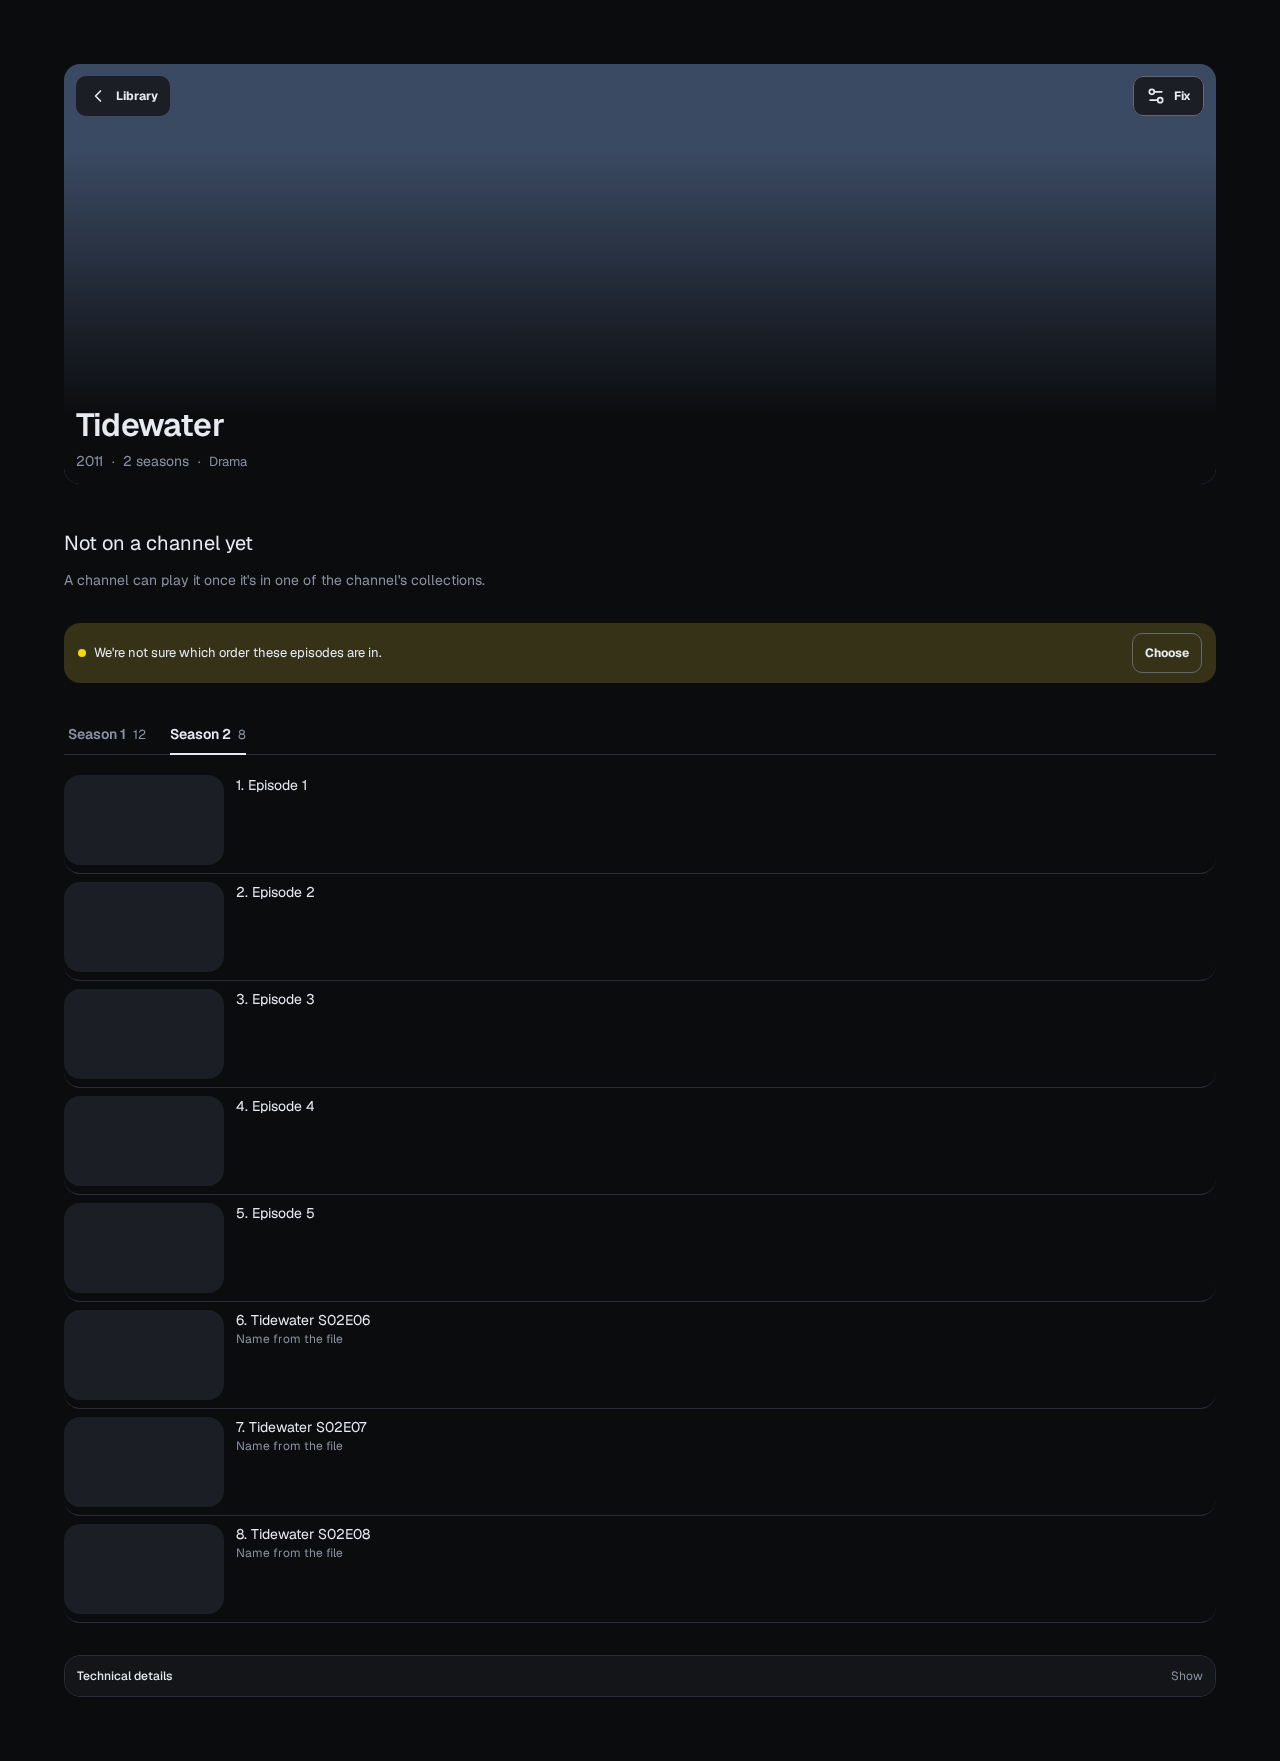 Library
Fix
Tidewater
2011 · 2 seasons · Drama
Not on a channel yet
A channel can play it once it's in one of the channel's collections.
We're not sure which order these episodes are in.
Choose
Season 1 12
Season 2 8
1. Episode 1
2. Episode 2
3. Episode 3
4. Episode 4
5. Episode 5
6. Tidewater S02E06
Name from the file
7. Tidewater S02E07
Name from the file
8. Tidewater S02E08
Name from the file
Technical details
Show